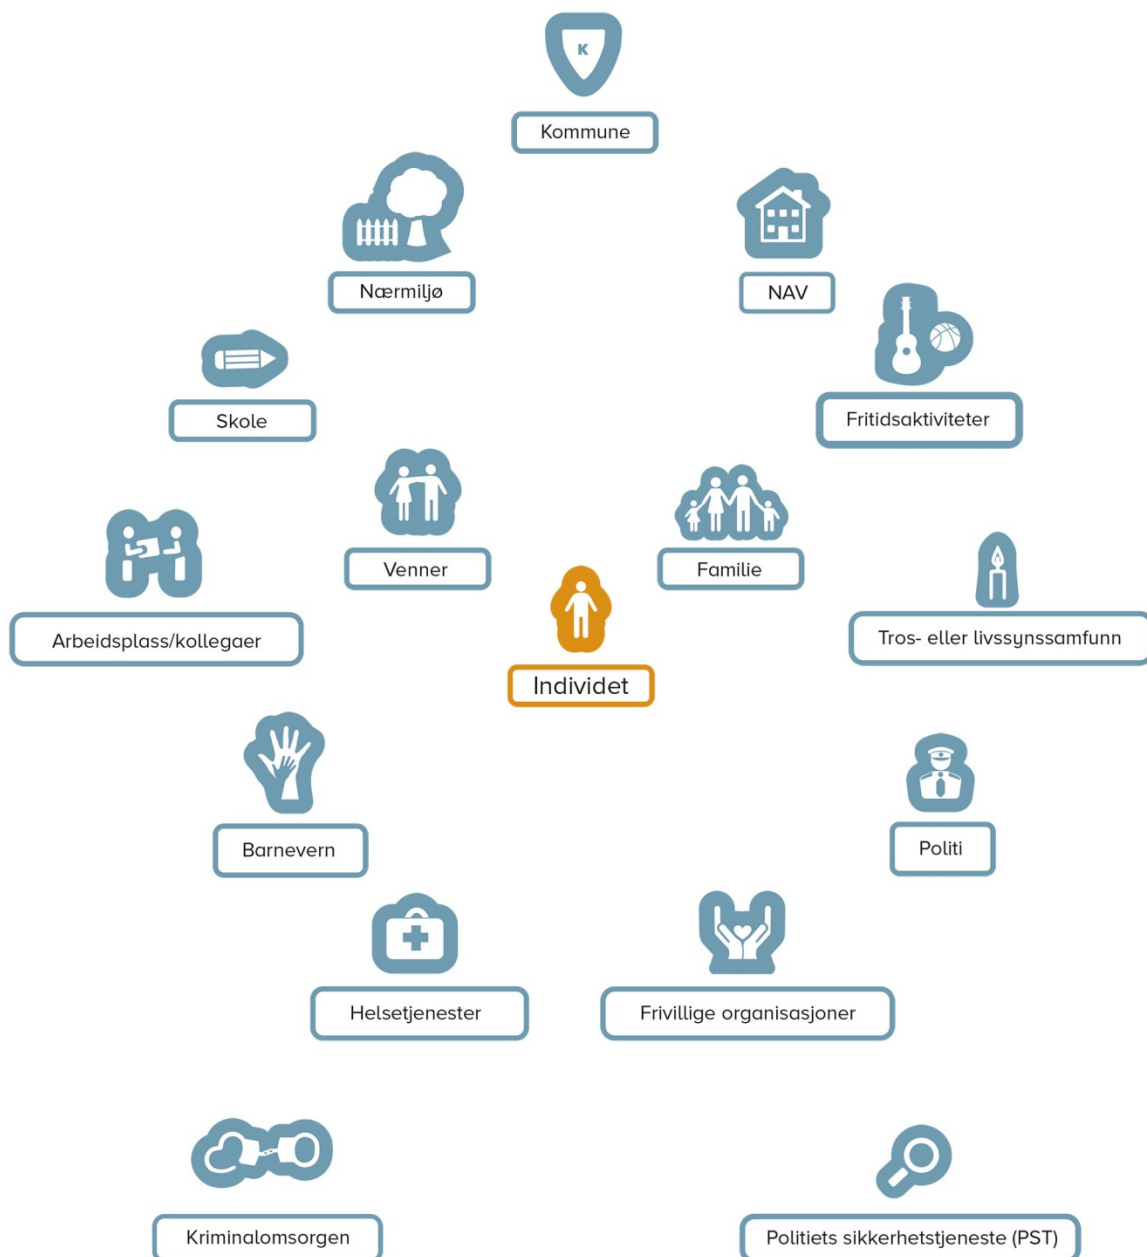 K
Kommune
Nærmiljø
NAV
Skole
Fritidsaktiviteter
Venner
Familie
Arbeidsplass/kollegaer
Individet
Tros- eller livssynssamfunn
Barnevern
Politi
Helsetjenester
Frivillige organisasjoner
Kriminalomsorgen
Politiets sikkerhetstjeneste (PST)